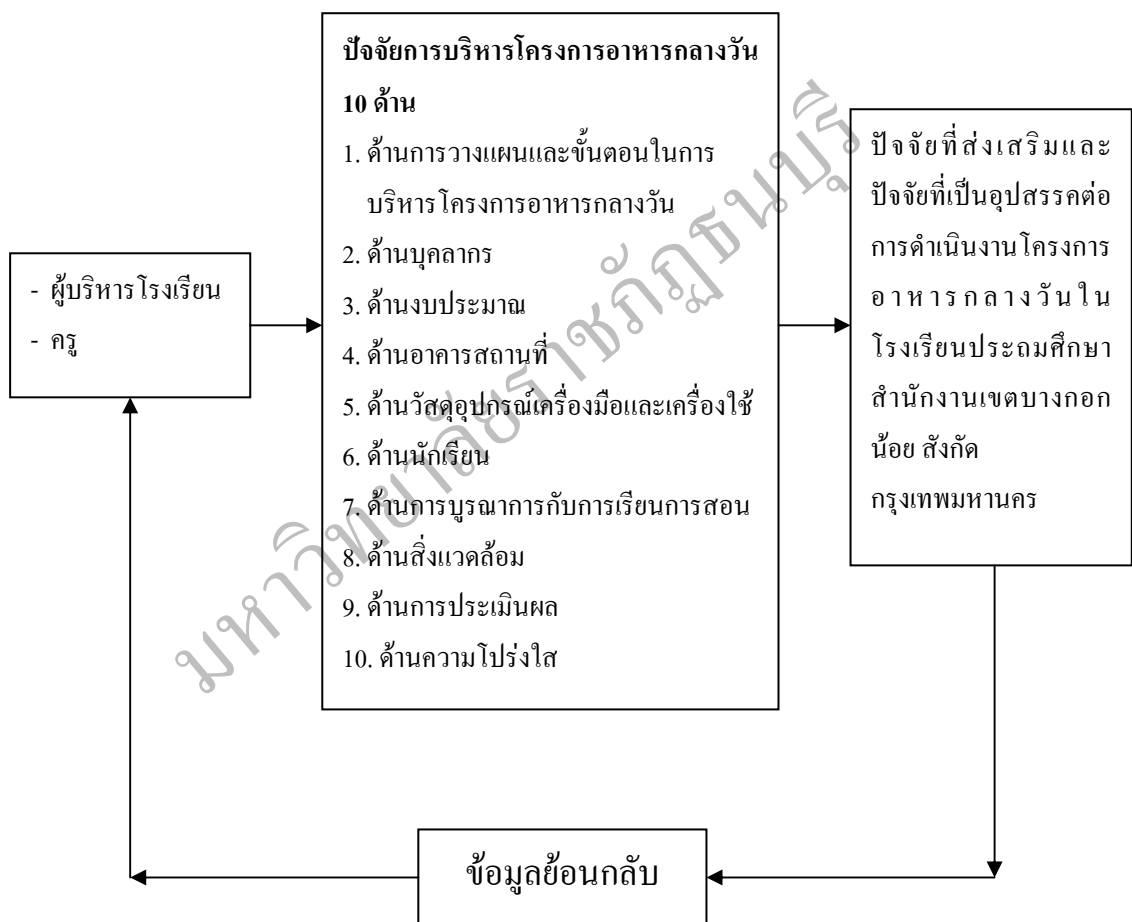 - ผู้บริหารโรงเรียน
- ครู
ปัจจัยการบริหารโครงการอาหารกลางวัน
10 ด้าน
1. ด้านการวางแผนและขั้นตอนในการ
บริหารโครงการอาหารกลางวัน
2. ด้านบุคลากร
3. ด้านงบประมาณ
4. ด้านอาคารสถานที่
5. ด้านวัสดุอุปกรณ์เครื่องมือและเครื่องใช้
6. ด้านนักเรียน
7. ด้านการบูรณาการกับการเรียนการสอน
8. ด้านสิ่งแวดล้อม
9. ด้านการประเมินผล
10. ด้านความโปร่งใส
ปัจจัยที่ส่งเสริมและ
ปัจจัยที่เป็นอุปสรรคต่อ
การดำเนินงานโครงการ
อาหารกลางวันใน
โรงเรียนประถมศึกษา
สำนักงานเขตบางกอก
น้อย สังกัด
กรุงเทพมหานคร
ข้อมูลย้อนกลับ
มหาวิทยาลัยราชภัฏธนบุรี